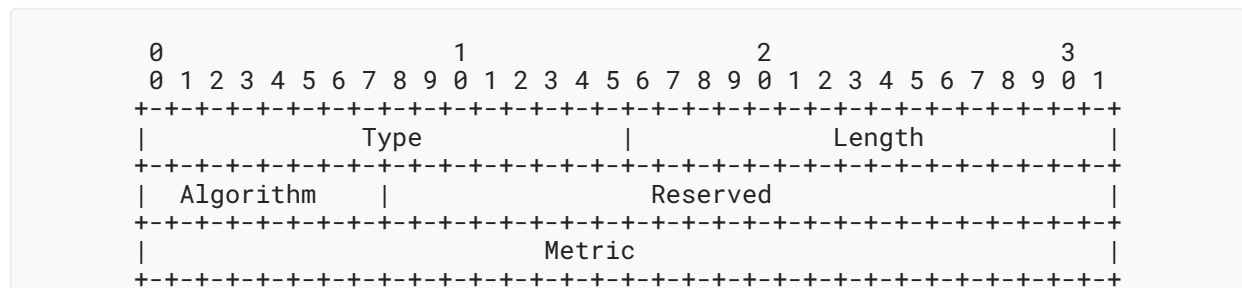 0                   1                   2                   3
 0 1 2 3 4 5 6 7 8 9 0 1 2 3 4 5 6 7 8 9 0 1 2 3 4 5 6 7 8 9 0 1
+-+-+-+-+-+-+-+-+-+-+-+-+-+-+-+-+-+-+-+-+-+-+-+-+-+-+-+-+-+-+-+-+
|              Type             |             Length            |
+-+-+-+-+-+-+-+-+-+-+-+-+-+-+-+-+-+-+-+-+-+-+-+-+-+-+-+-+-+-+-+-+
|  Algorithm    |                 Reserved                      |
+-+-+-+-+-+-+-+-+-+-+-+-+-+-+-+-+-+-+-+-+-+-+-+-+-+-+-+-+-+-+-+-+
|                          Metric                               |
+-+-+-+-+-+-+-+-+-+-+-+-+-+-+-+-+-+-+-+-+-+-+-+-+-+-+-+-+-+-+-+-+